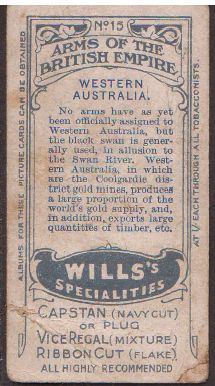 No 15
ARMS OF THE
BRITISH EMPIRE
WESTERN
AUSTRALIA.
No arms have as yet
been officially assigned to
Western Australia, but
the black swan is gener-
ally used, in allusion to
the Swan River. West-
ern Australia, in which
are the Coolgardie dis-
trict gold mines, produces
a large proportion of the
world's gold supply, and,
in addition, exports large
quantities of timber, etc.
WILLS's
SPECIALITIES
CAPSTAN (NAVY CUT)
OR PLUG
VICE REGAL (MIXTURE)
RIBBON CUT (FLAKE).
ALL HIGHLY RECOMMENDED
ALBUMS FOR THESE PICTURE CARDS CAN BE OBTAINED
EACH THROUGH ALL TOBACCONISTS.